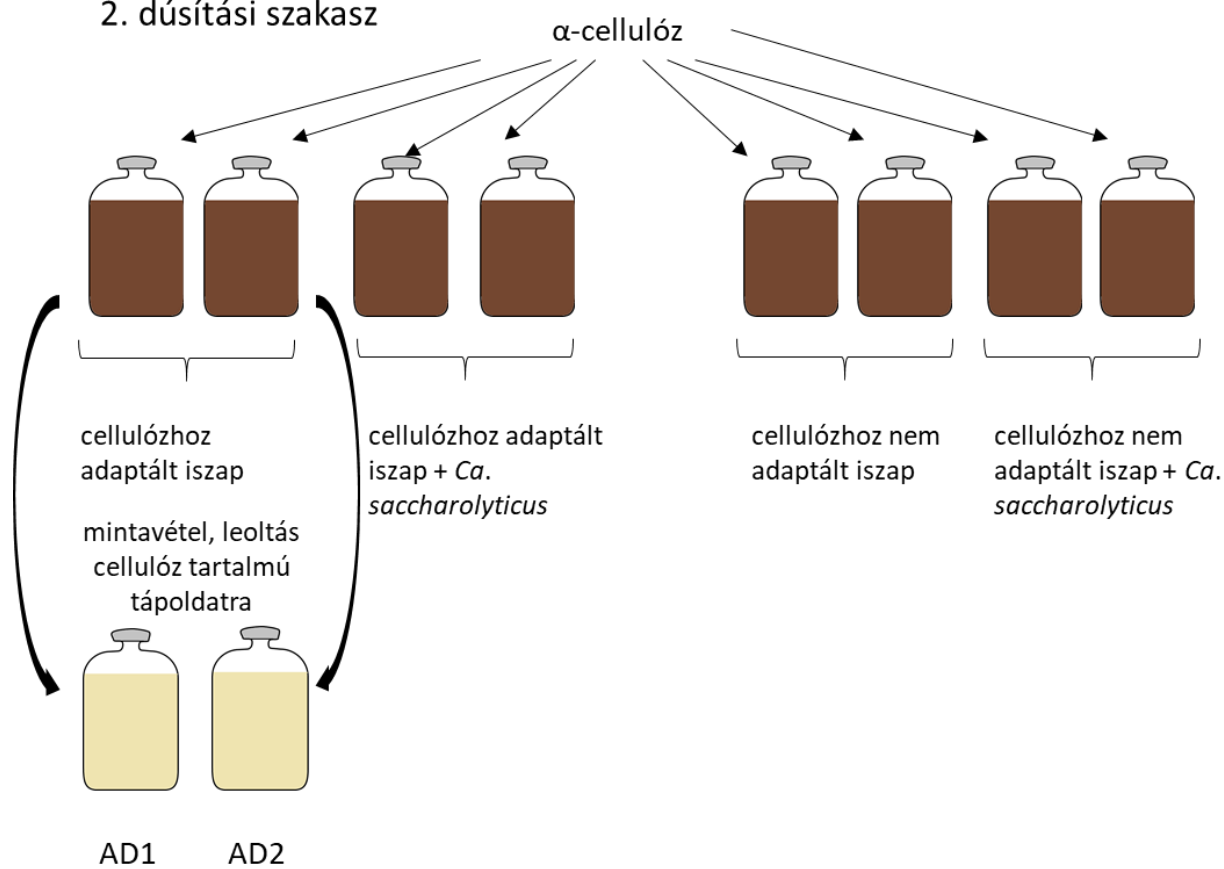 2. dúsítási szakasz
α-cellulóz
cellulózhoz
adaptált iszap
cellulózhoz adaptált
iszap + Ca.
saccharolyticus
cellulózhoz nem
adaptált iszap
cellulózhoz nem
adaptált iszap + Ca.
saccharolyticus
mintavétel, leoltás
cellulóz tartalmú
tápoldatra
AD1
AD2